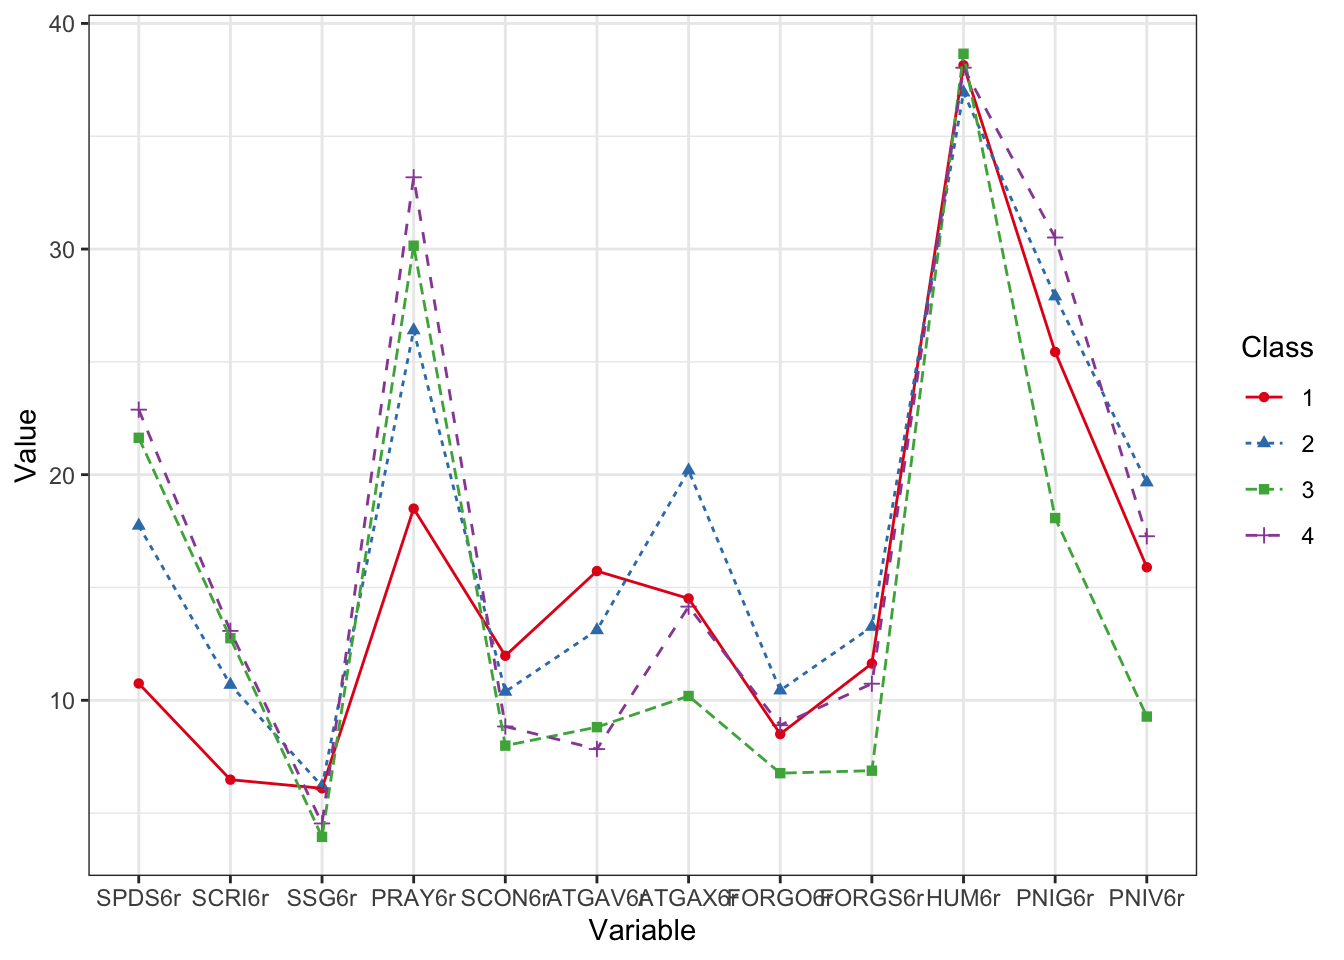 40
30
20
10
Value
SPDS6r SCRI6r SSG6r PRAY6r SCON6r ATGAV6r ATGAX6r FORGO6r FORGS6r HUM6r PNIG6r PNIV6r
Variable
Class
1
2
3
4